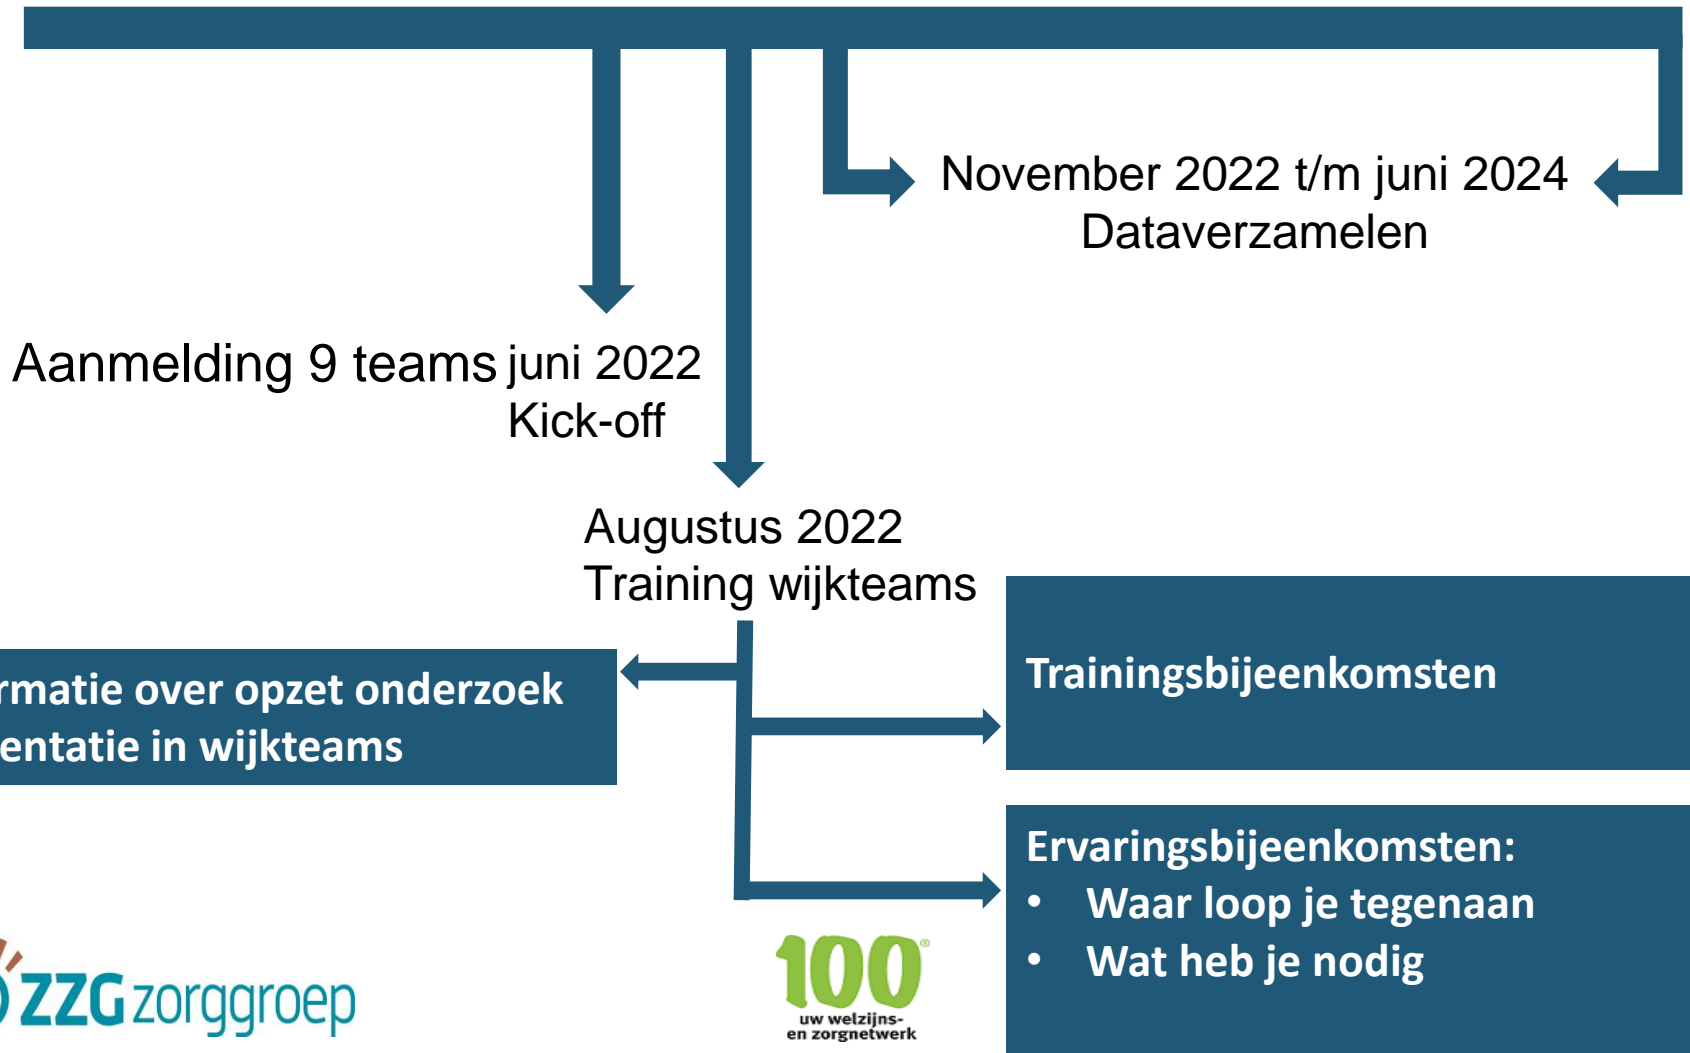 November 2022 t/m juni 2024
Dataverzamelen
Aanmelding 9 teams
juni 2022
Kick-off
Augustus 2022
Training wijkteams
rmatie over opzet onderzoek
entatie in wijkteams
Trainingsbijeenkomsten
Ervaringsbijeenkomsten:
• Waar loop je tegenaan
• Wat heb je nodig
ZZG zorggroep
100®
uw welzijns-
en zorgnetwerk